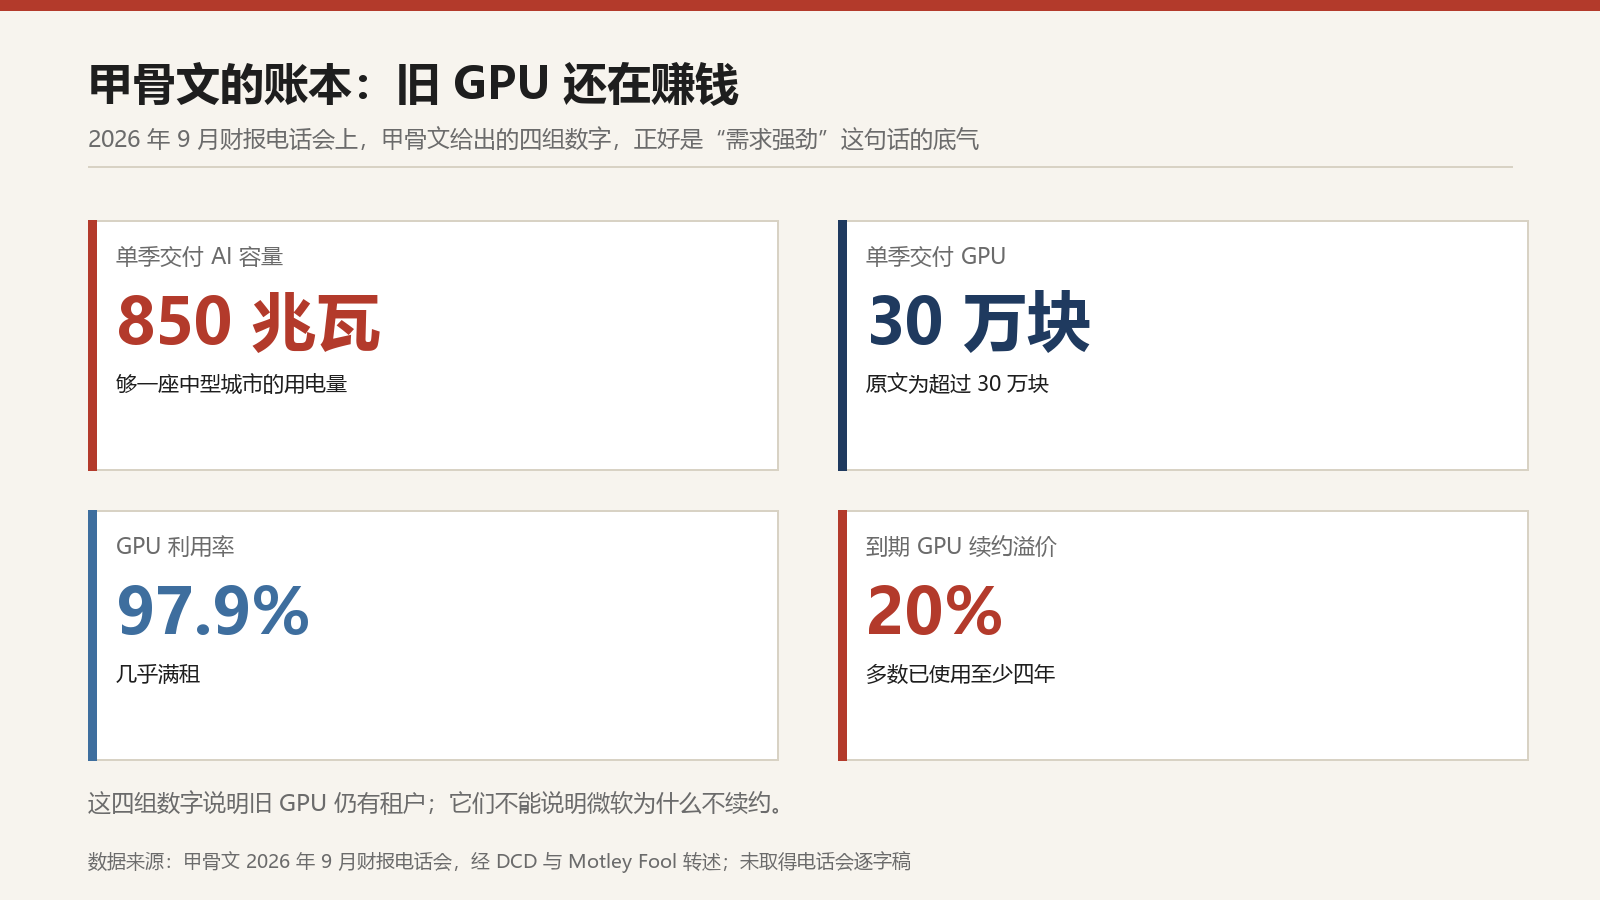 甲骨文的账本：旧 GPU 还在赚钱
2026 年 9 月财报电话会上，甲骨文给出的四组数字，正好是“需求强劲”这句话的底气
单季交付 AI 容量
850 兆瓦
够一座中型城市的用电量
单季交付 GPU
30 万块
原文为超过 30 万块
GPU 利用率
97.9%
几乎满租
到期 GPU 续约溢价
20%
多数已使用至少四年
这四组数字说明旧 GPU 仍有租户；它们不能说明微软为什么不续约。
数据来源：甲骨文 2026 年 9 月财报电话会，经 DCD 与 Motley Fool 转述；未取得电话会逐字稿